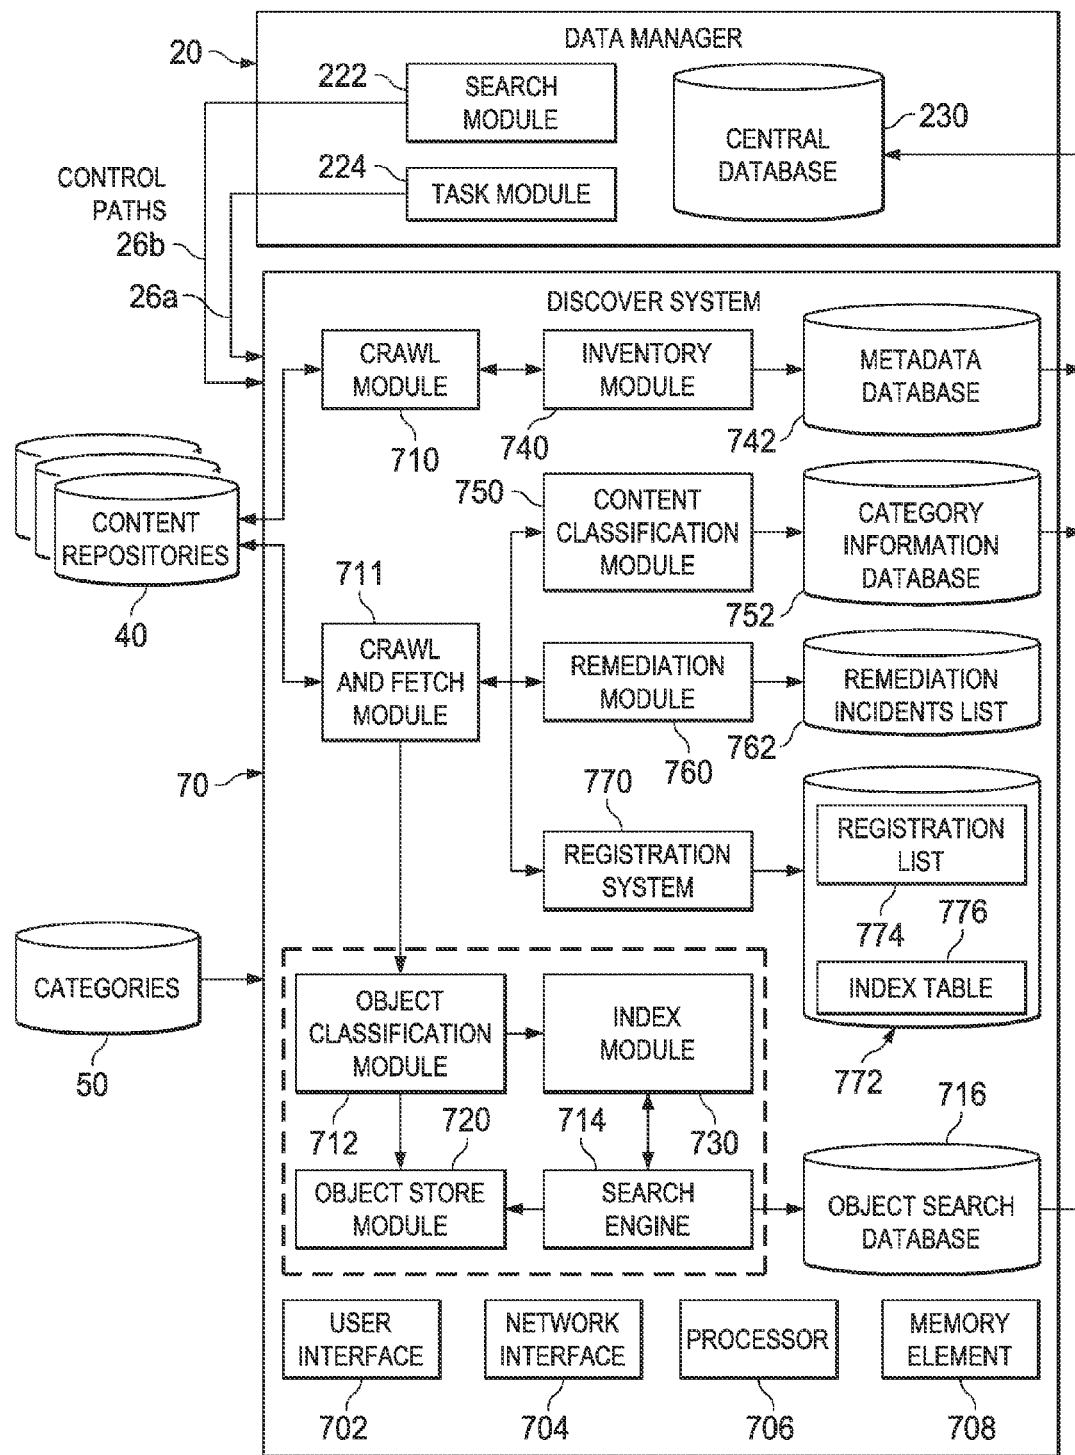 DATA MANAGER
20
222
SEARCH
MODULE
230
CENTRAL
DATABASE
224
TASK MODULE
CONTROL
PATHS
26b
26a
DISCOVER SYSTEM
CRAWL
MODULE
710
INVENTORY
MODULE
740
METADATA
DATABASE
742
CONTENT
REPOSITORIES
40
750
CONTENT
CLASSIFICATION
MODULE
CATEGORY
INFORMATION
DATABASE
752
711
CRAWL
AND FETCH
MODULE
REMEDIATION
MODULE
760
REMEDIATION
INCIDENTS LIST
762
70
770
REGISTRATION
SYSTEM
REGISTRATION
LIST
774
776
INDEX TABLE
772
CATEGORIES
50
OBJECT
CLASSIFICATION
MODULE
712
INDEX
MODULE
730
720
OBJECT STORE
MODULE
714
SEARCH
ENGINE
716
OBJECT SEARCH
DATABASE
USER
INTERFACE
702
NETWORK
INTERFACE
704
PROCESSOR
706
MEMORY
ELEMENT
708